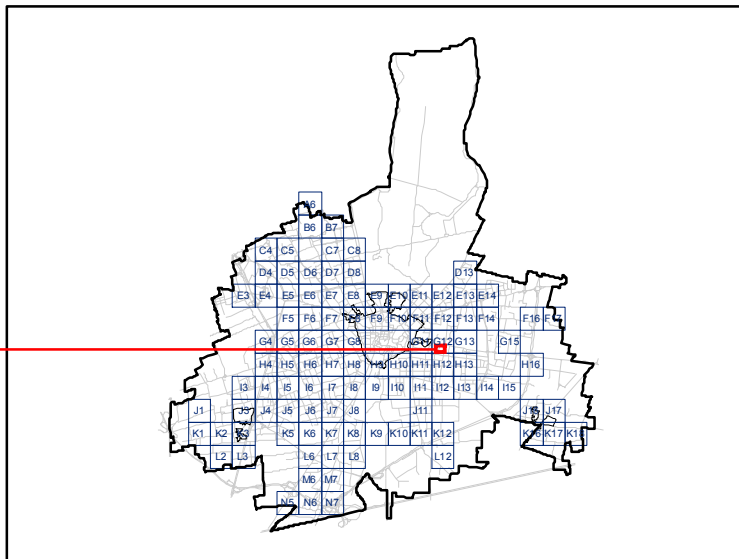 A6
B6 B7
C4 C5 C7 C8
D4 D5 D6 D7 D8 D13
E3 E4 E5 E6 E7 E8 E9 E10 E11 E12 E13 E14
F5 F6 F7 F8 F9 F10 F11 F12 F13 F14 F16 F17
G4 G5 G6 G7 G8 G11 G12 G13 G15
H4 H5 H6 H7 H8 H9 H10 H11 H12 H13 H16
I3 I4 I5 I6 I7 I8 I9 I10 I11 I12 I13 I14 I15
J1 J3 J4 J5 J6 J7 J8 J11 J16 J17
K1 K2 K3 K5 K6 K7 K8 K9 K10 K11 K12 K16 K17 K18
L2 L3 L6 L7 L8 L12
M6 M7
N5 N6 N7